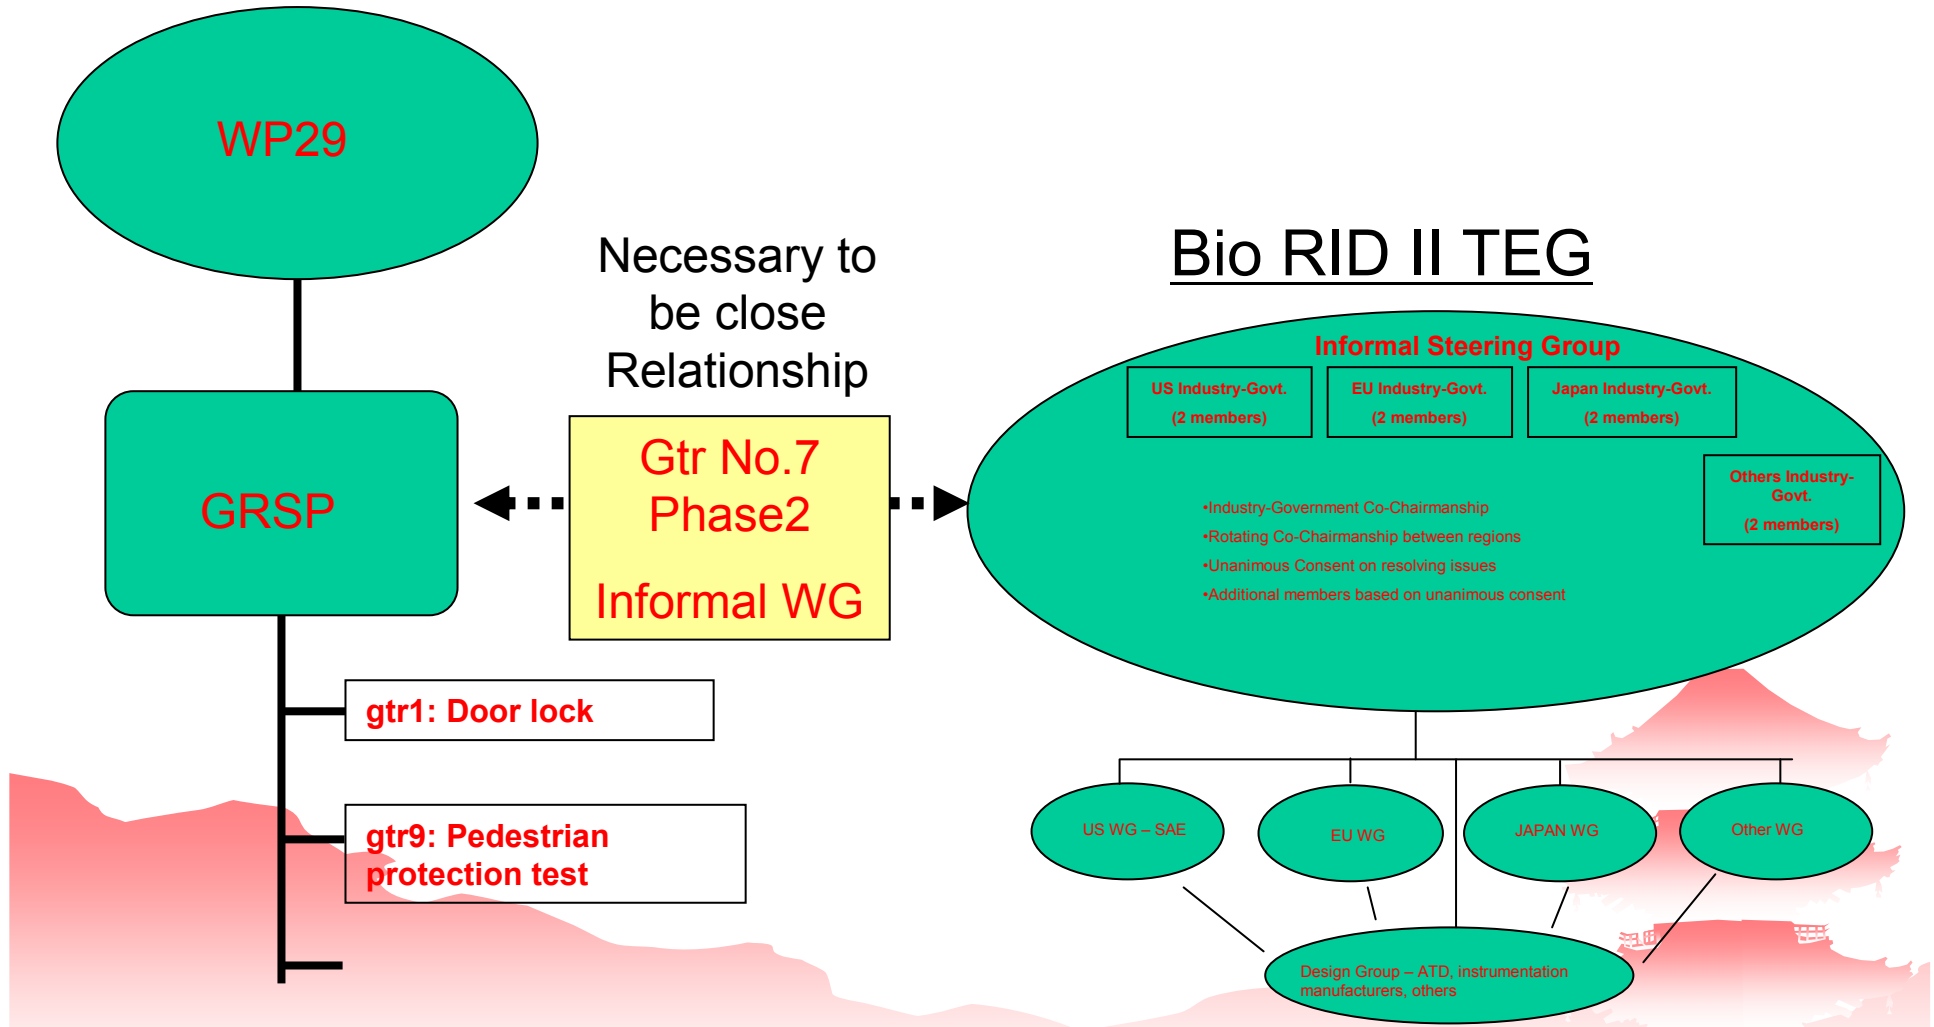 WP29
GRSP
gtr1: Door lock
gtr9: Pedestrian
protection test
Necessary to
be close
Relationship
Gtr No.7
Phase2
Informal WG
Bio RID II TEG
Informal Steering Group
US Industry-Govt.
(2 members)
EU Industry-Govt.
(2 members)
Japan Industry-Govt.
(2 members)
Others Industry-
Govt.
(2 members)
•Industry-Government Co-Chairmanship
•Rotating Co-Chairmanship between regions
•Unanimous Consent on resolving issues
•Additional members based on unanimous consent
US WG – SAE
EU WG
JAPAN WG
Other WG
Design Group – ATD, instrumentation
manufacturers, others